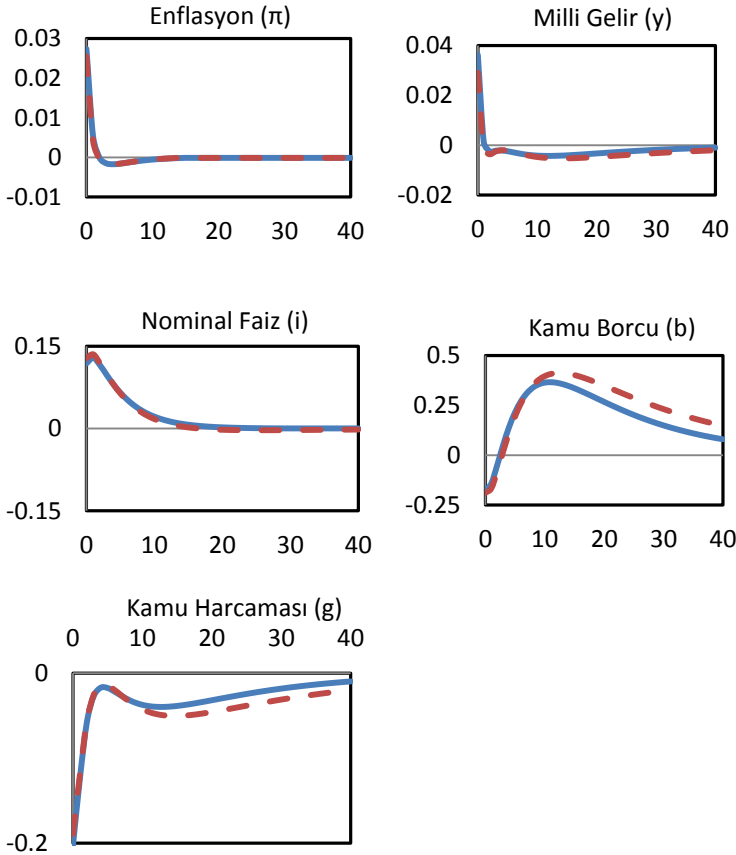 Enflasyon (π)
0.03
0.02
0.01
0
-0.01
0 10 20 30 40
Milli Gelir (y)
0.04
0.02
0
-0.02
0 10 20 30 40
Nominal Faiz (i)
0.15
0
-0.15
0 10 20 30 40
Kamu Borcu (b)
0.5
0.25
0
-0.25
0 10 20 30 40
Kamu Harcaması (g)
0 10 20 30 40
0
-0.2